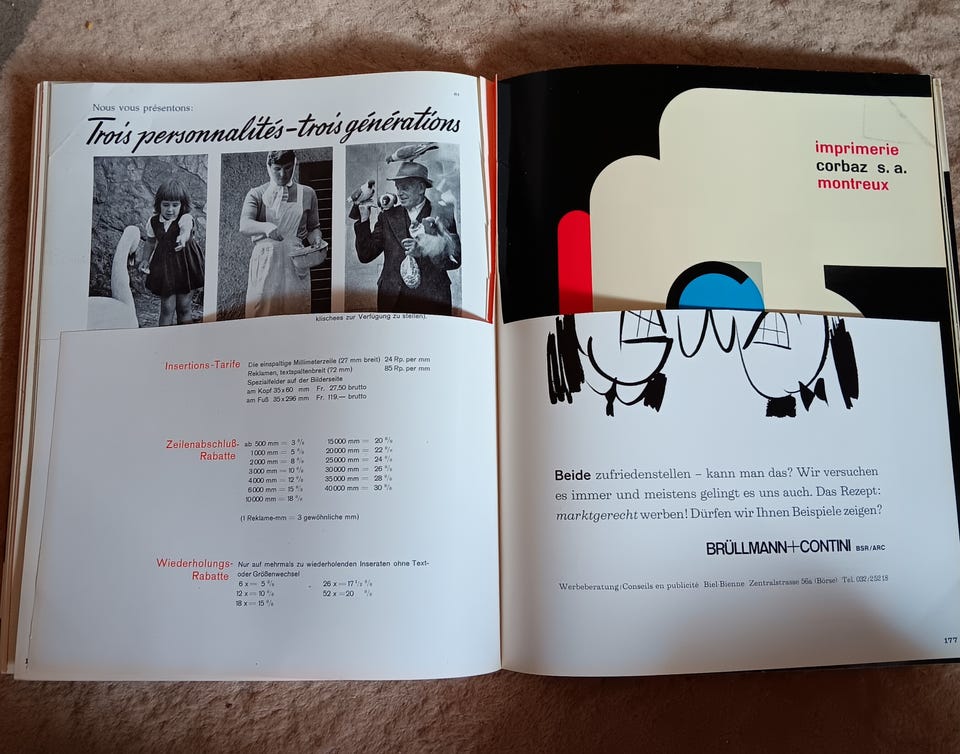 Nous vous présentons:
Trois personnalités-trois générations
klischees zur Verfügung zu stellen).
Insertions-Tarife
Die einspaltige Millimeterzeile (27 mm breit) 24 Rp. per mm
Reklamen, textspaltenbreit (72 mm) 85 Rp. per mm
Spezialfelder auf der Bilderseite
am Kopf 35 x 60 mm Fr. 27,50 brutto
am Fuß 35 x 296 mm Fr. 119.— brutto
Zeilenabschluß-
Rabatte
ab 500 mm = 3 %
1 000 mm = 5 %
2 000 mm = 8 %
3 000 mm = 10 %
4 000 mm = 12 %
6 000 mm = 15 %
10 000 mm = 18 %
15 000 mm = 20 %
20 000 mm = 22 %
25 000 mm = 24 %
30 000 mm = 26 %
35 000 mm = 28 %
40 000 mm = 30 %
(1 Reklame-mm = 3 gewöhnliche mm)
Wiederholungs-
Rabatte
Nur auf mehrmals zu wiederholenden Inseraten ohne Text-
oder Größenwechsel
6 x = 5 %
12 x = 10 %
18 x = 15 %
26 x = 17 1/2 %
52 x = 20 %
imprimerie
corbaz s. a.
montreux
Beide zufriedenstellen – kann man das? Wir versuchen
es immer und meistens gelingt es uns auch. Das Rezept:
marktgerecht werben! Dürfen wir Ihnen Beispiele zeigen?
BRÜLLMANN+CONTINI BSR/ARC
Werbeberatung/Conseils en publicité Biel-Bienne Zentralstrasse 56a (Börse) Tel. 032/2 52 18
177